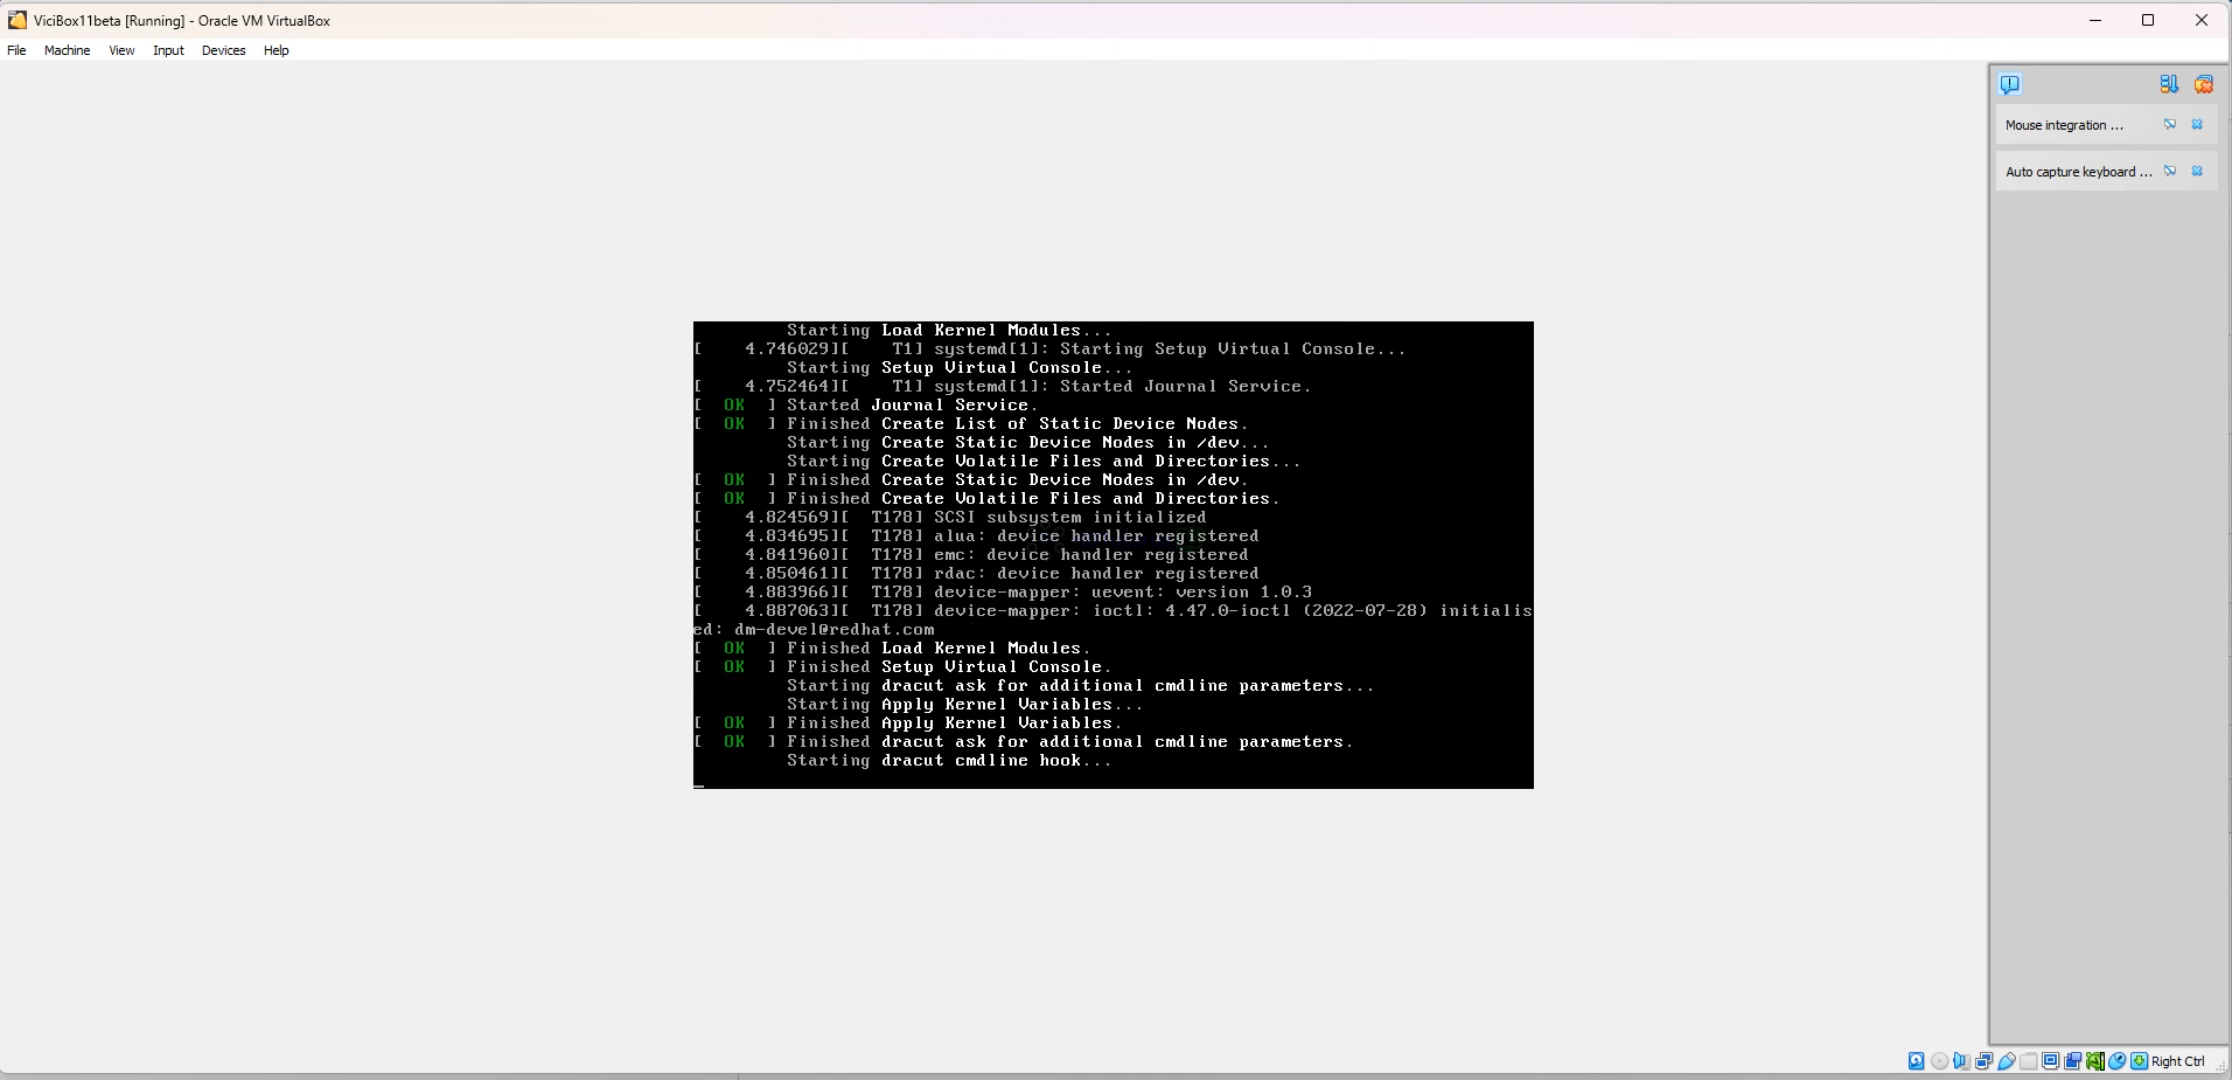 ViciBox11beta [Running] - Oracle VM VirtualBox
File Machine View Input Devices Help
Mouse integration ...
Auto capture keyboard ...
Starting Load Kernel Modules...
[    4.746029][    T1] systemd[1]: Starting Setup Virtual Console...
Starting Setup Virtual Console...
[    4.752464][    T1] systemd[1]: Started Journal Service.
[  OK  ] Started Journal Service.
[  OK  ] Finished Create List of Static Device Nodes.
Starting Create Static Device Nodes in /dev...
Starting Create Volatile Files and Directories...
[  OK  ] Finished Create Static Device Nodes in /dev.
[  OK  ] Finished Create Volatile Files and Directories.
[    4.824569][  T178] SCSI subsystem initialized
[    4.834695][  T178] alua: device handler registered
[    4.841960][  T178] emc: device handler registered
[    4.850461][  T178] rdac: device handler registered
[    4.883966][  T178] device-mapper: uevent: version 1.0.3
[    4.887063][  T178] device-mapper: ioctl: 4.47.0-ioctl (2022-07-28) initialis
ed: dm-devel@redhat.com
[  OK  ] Finished Load Kernel Modules.
[  OK  ] Finished Setup Virtual Console.
Starting dracut ask for additional cmdline parameters...
Starting Apply Kernel Variables...
[  OK  ] Finished Apply Kernel Variables.
[  OK  ] Finished dracut ask for additional cmdline parameters.
Starting dracut cmdline hook...
Right Ctrl